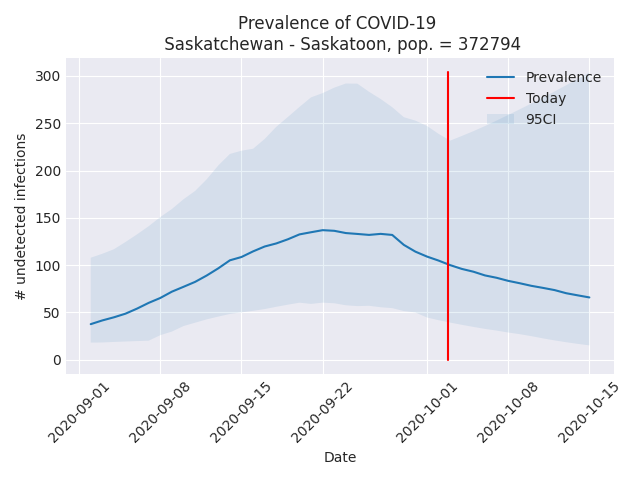 Prevalence of COVID-19
Saskatchewan - Saskatoon, pop. = 372794
300
250
200
150
100
50
0
# undetected infections
Prevalence
Today
95CI
2020-09-01
2020-09-08
2020-09-15
2020-09-22
2020-10-01
2020-10-08
2020-10-15
Date